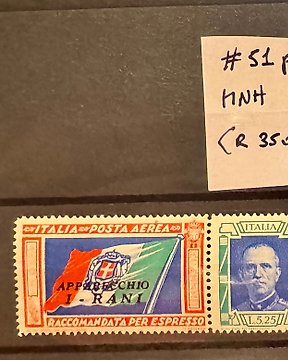 #51
MNH
ITALIA POSTA AEREA
APPARECCHIO
I - RANI
RACCOMANDATA PER ESPRESSO
ITALIA
L.5.25